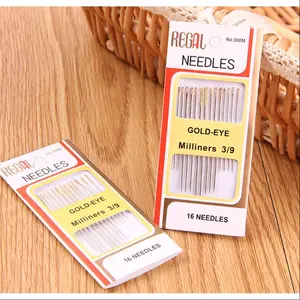 REGAL
No.300M
NEEDLES
GOLD-EYE
Milliners 3/9
16 NEEDLES
REGAL
NEEDLES
GOLD-EYE
Milliners 3/9
16 NEEDLES